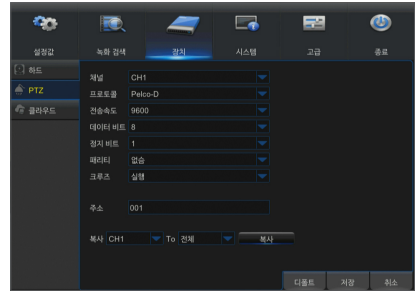 설정값 녹화 검색 장치 시스템 고급 종료
하드
PTZ
클라우드
채널 CH1
프로토콜 Pelco-D
전송속도 9600
데이터 비트 8
정지 비트 1
패리티 없슴
크루즈 실행
주소 001
복사 CH1 To 전체 복사
디폴트 저장 취소